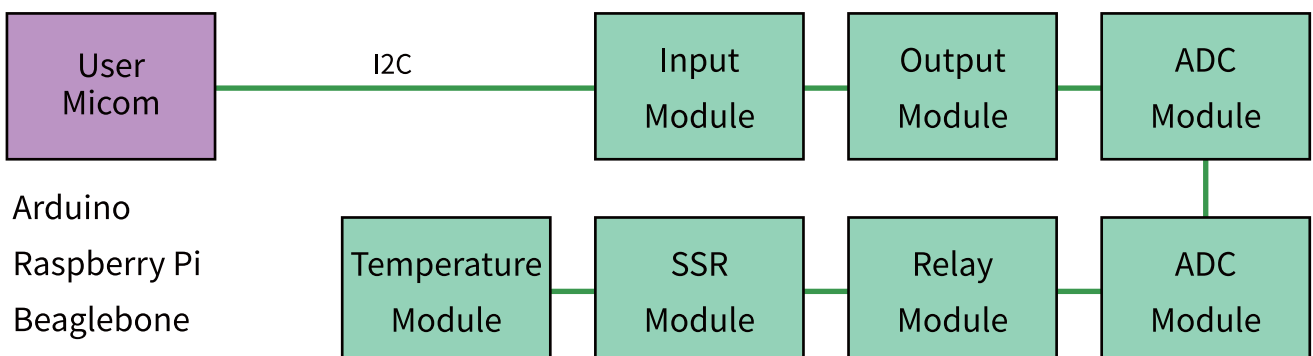 User
Micom
I2C
Input
Module
Output
Module
ADC
Module
Arduino
Raspberry Pi
Beaglebone
Temperature
Module
SSR
Module
Relay
Module
ADC
Module